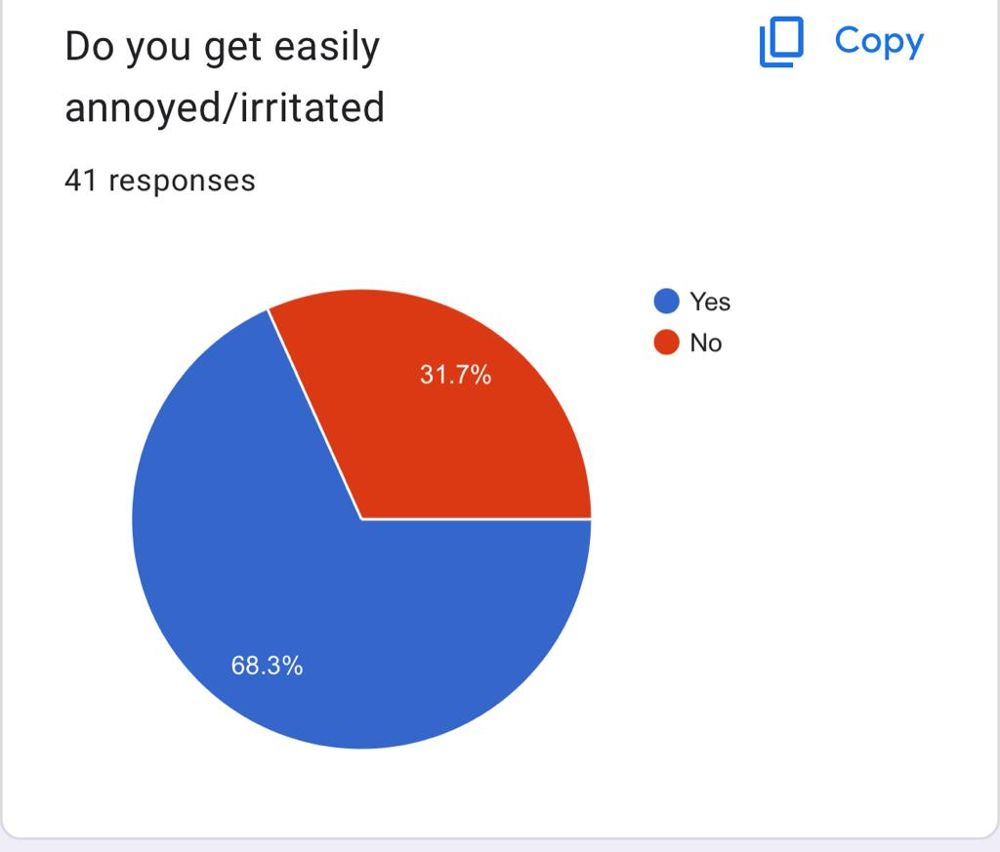 Do you get easily
annoyed/irritated
Copy
41 responses
Yes
No
31.7%
68.3%